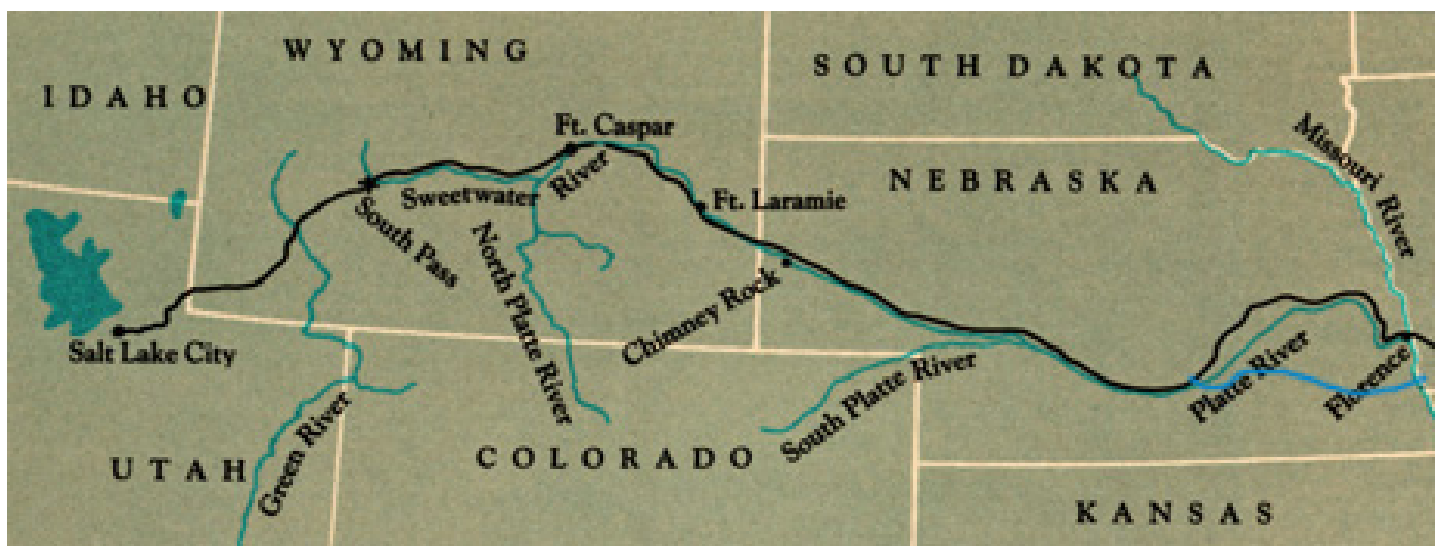 WYOMING
SOUTH DAKOTA
IDAHO
Ft. Caspar
Missouri River
NEBRASKA
Sweetwater
River
Ft. Laramie
South Pass
North Platte River
Chimney Rock
Salt Lake City
South Platte River
Platte River
Florence
Green River
UTAH
COLORADO
KANSAS